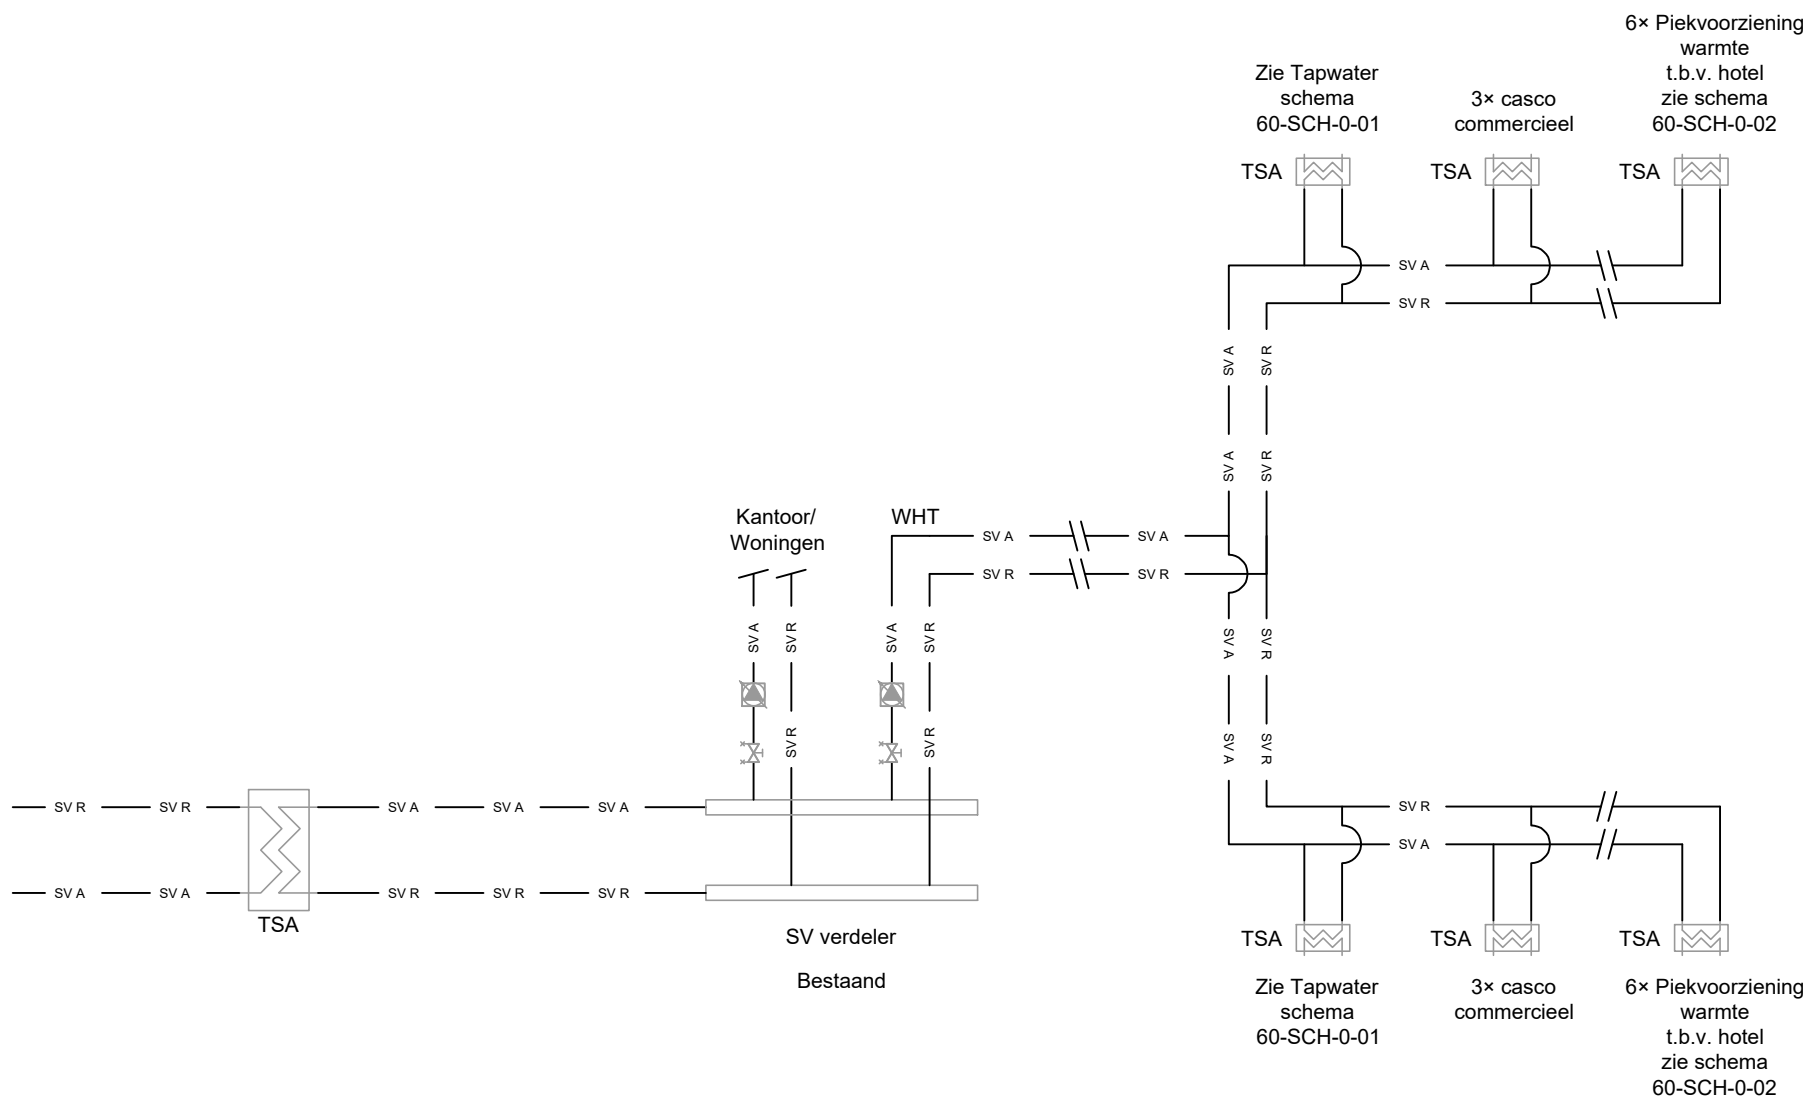 6× Piekvoorziening
warmte
t.b.v. hotel
zie schema
60-SCH-0-02
Zie Tapwater
schema
60-SCH-0-01
3× casco
commercieel
TSA
TSA
TSA
SV A
SV R
SV A
SV R
SV A
SV R
Kantoor/
Woningen
WHT
SV A
SV A
SV R
SV R
SV A
SV R
SV A
SV R
SV A
SV R
SV R
SV R
SV A
SV R
SV R
SV R
SV A
SV A
SV A
SV R
SV A
SV A
SV A
SV R
SV R
SV R
TSA
SV verdeler
Bestaand
TSA
TSA
TSA
Zie Tapwater
schema
60-SCH-0-01
3× casco
commercieel
6× Piekvoorziening
warmte
t.b.v. hotel
zie schema
60-SCH-0-02